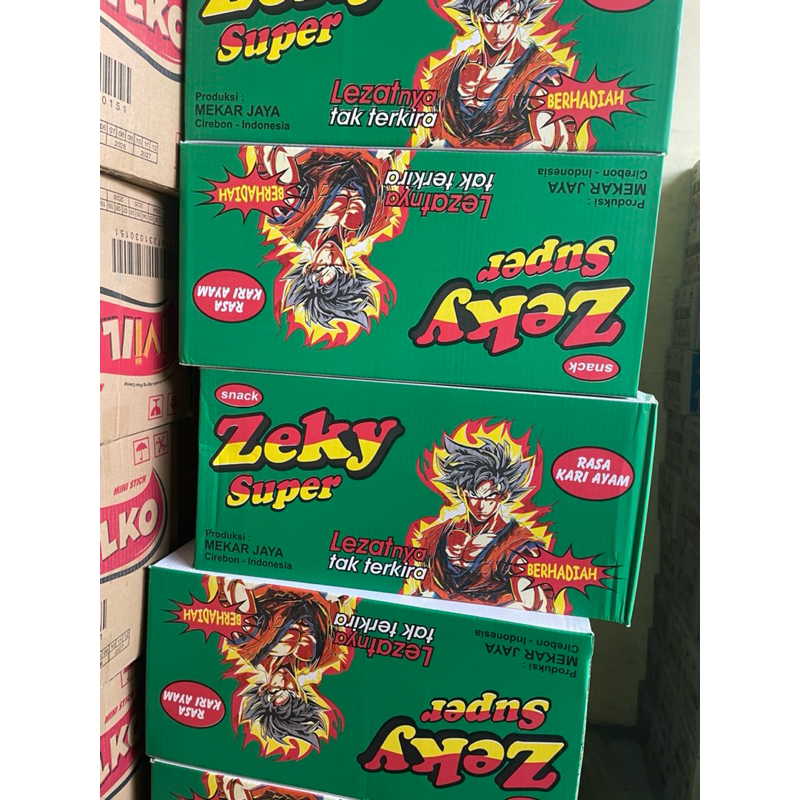 Zeky
Super
Produksi :
MEKAR JAYA
Cirebon - Indonesia
Lezatnya
tak terkira
BERHADIAH
BERHADIAH
Lezatnya
tak terkira
Produksi :
MEKAR JAYA
Cirebon - Indonesia
RASA
KARI AYAM
Zeky
Super
snack
snack
Zeky
Super
RASA
KARI AYAM
Produksi :
MEKAR JAYA
Cirebon - Indonesia
Lezatnya
tak terkira
BERHADIAH
BERHADIAH
Lezatnya
tak terkira
Produksi :
MEKAR JAYA
Cirebon - Indonesia
RASA
KARI AYAM
Zeky
Super
MINI STICK
LKO